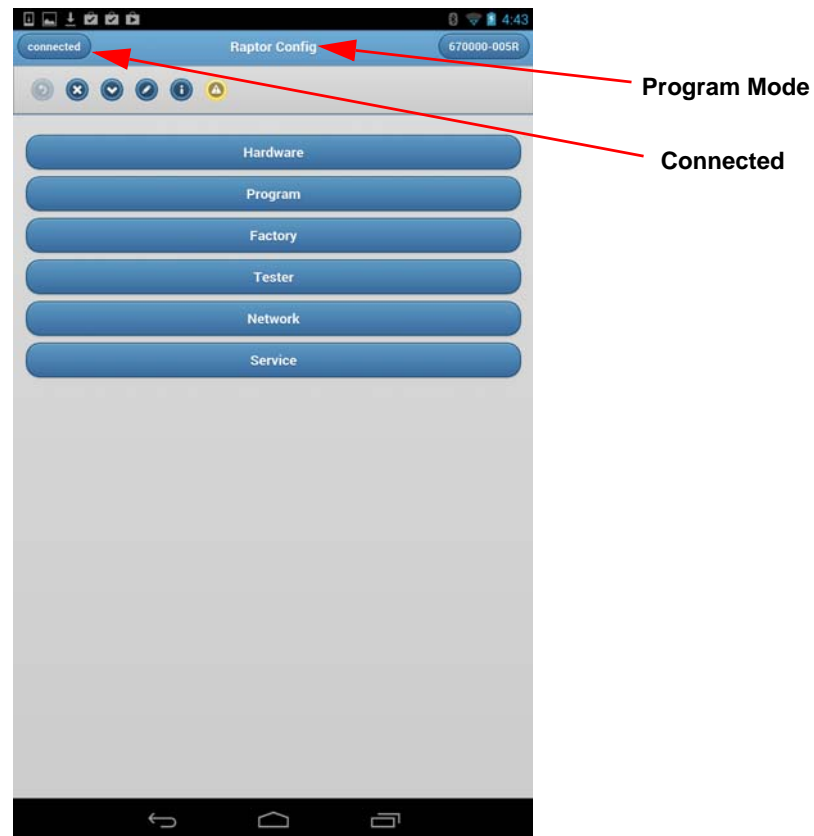 4:43
connected Raptor Config 670000-005R
Program Mode
Connected
Hardware
Program
Factory
Tester
Network
Service